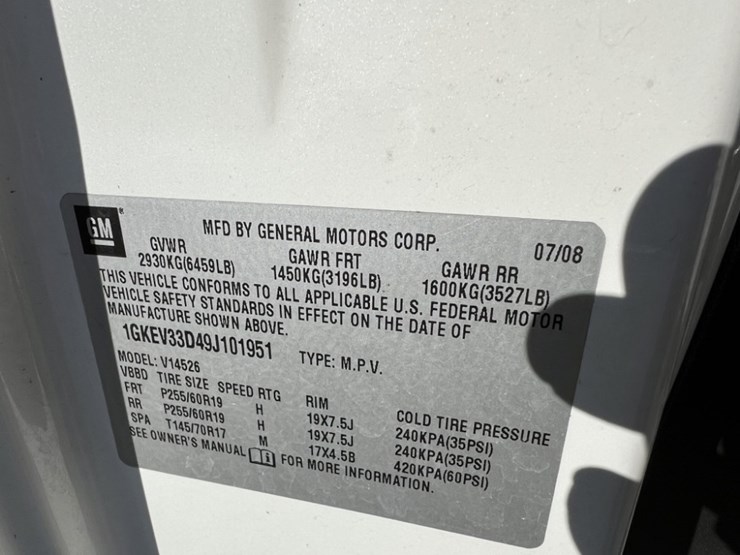 GM
MFD BY GENERAL MOTORS CORP. 07/08
GVWR GAWR FRT GAWR RR
2930KG(6459LB) 1450KG(3196LB) 1600KG(3527LB)
THIS VEHICLE CONFORMS TO ALL APPLICABLE U.S. FEDERAL MOTOR
VEHICLE SAFETY STANDARDS IN EFFECT ON THE DATE OF
MANUFACTURE SHOWN ABOVE.
1GKEV33D49J101951 TYPE: M.P.V.
MODEL: V14526
VBBD TIRE SIZE SPEED RTG RIM COLD TIRE PRESSURE
FRT P255/60R19 H 19X7.5J 240KPA(35PSI)
RR P255/60R19 H 19X7.5J 240KPA(35PSI)
SPA T145/70R17 M 17X4.5B 420KPA(60PSI)
SEE OWNER'S MANUAL FOR MORE INFORMATION.